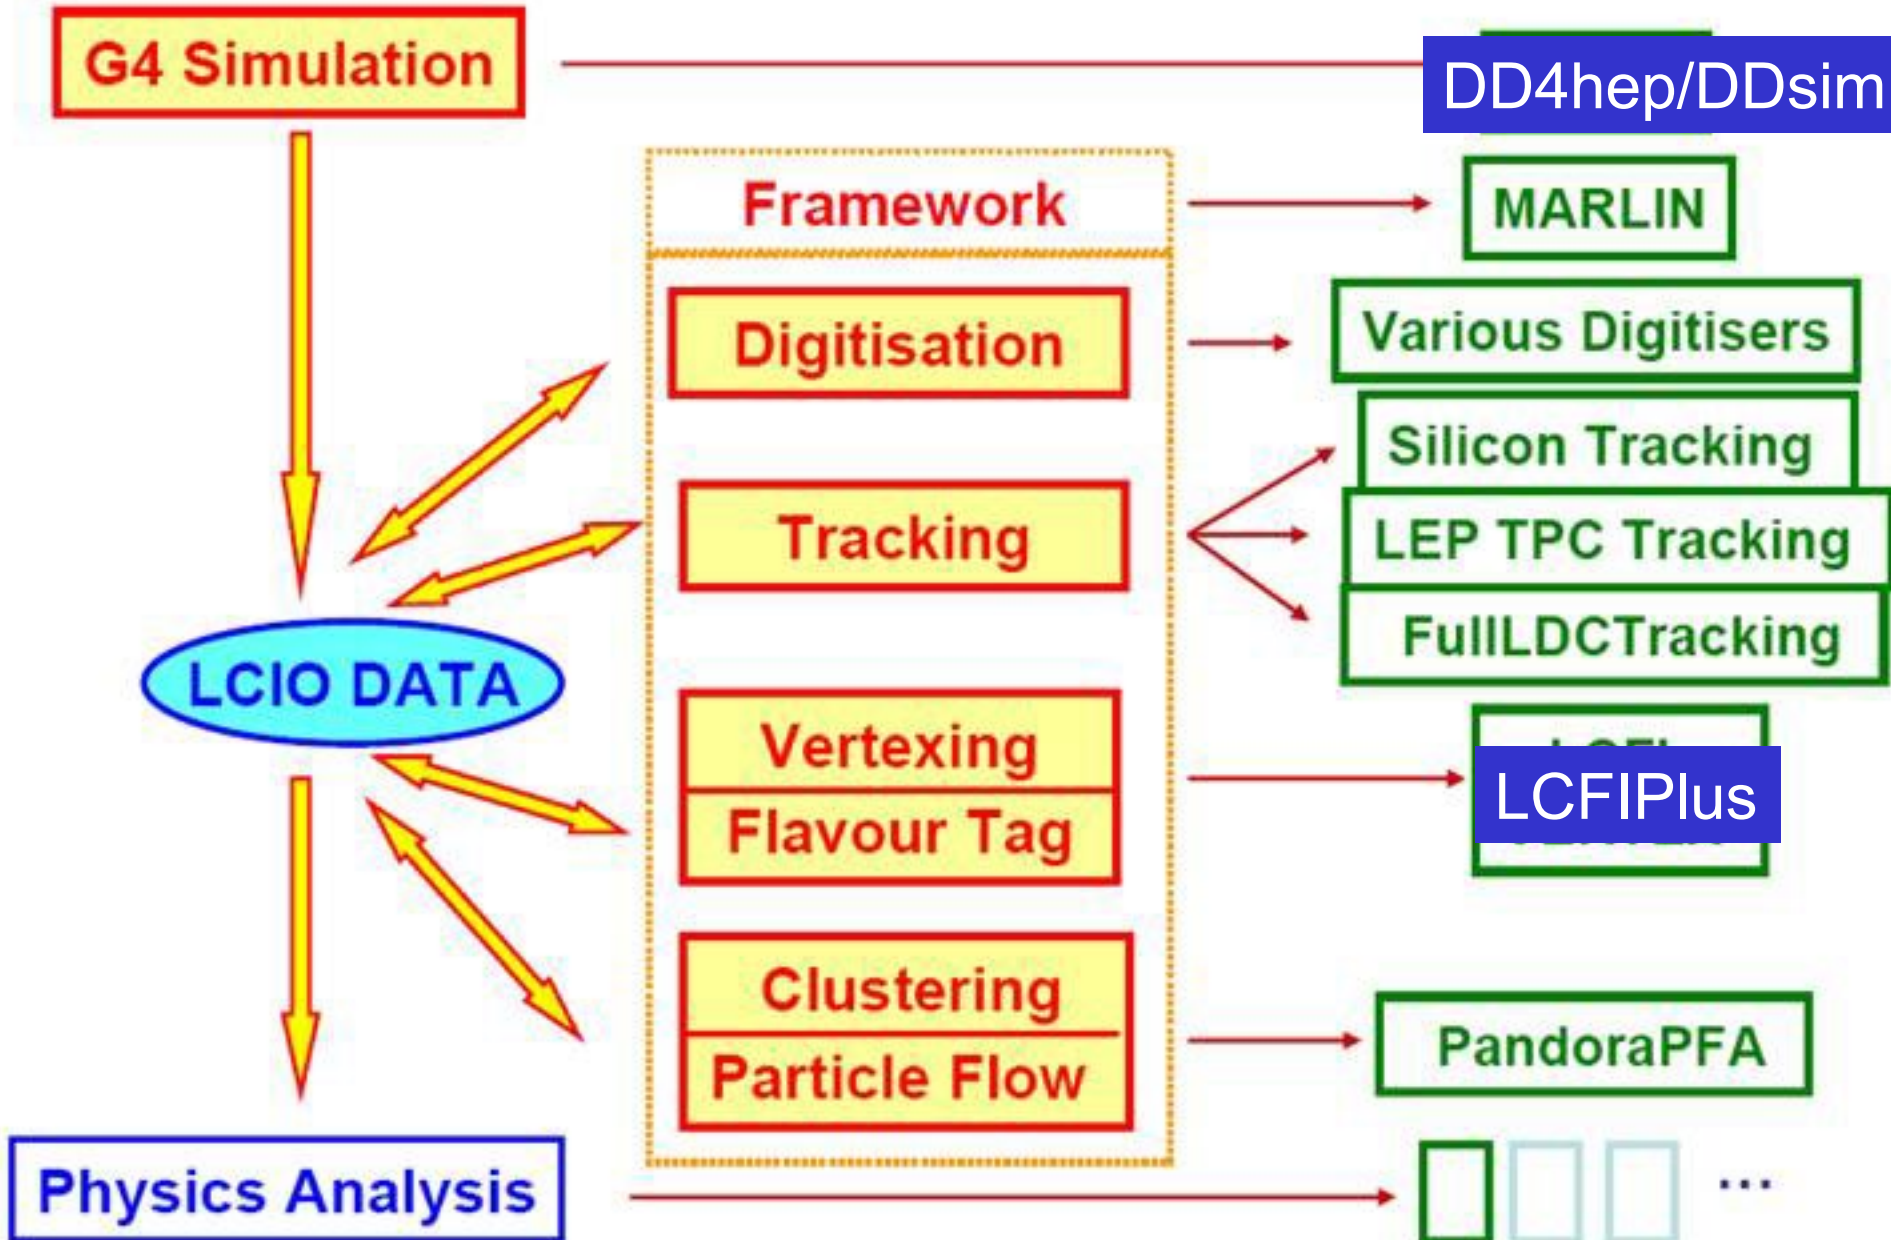 G4 Simulation
DD4hep/DDsim
Framework
MARLIN
Digitisation
Various Digitisers
Silicon Tracking
Tracking
LEP TPC Tracking
FullLDCTracking
LCIO DATA
Vertexing
Flavour Tag
LCFIPlus
Clustering
Particle Flow
PandoraPFA
Physics Analysis
...